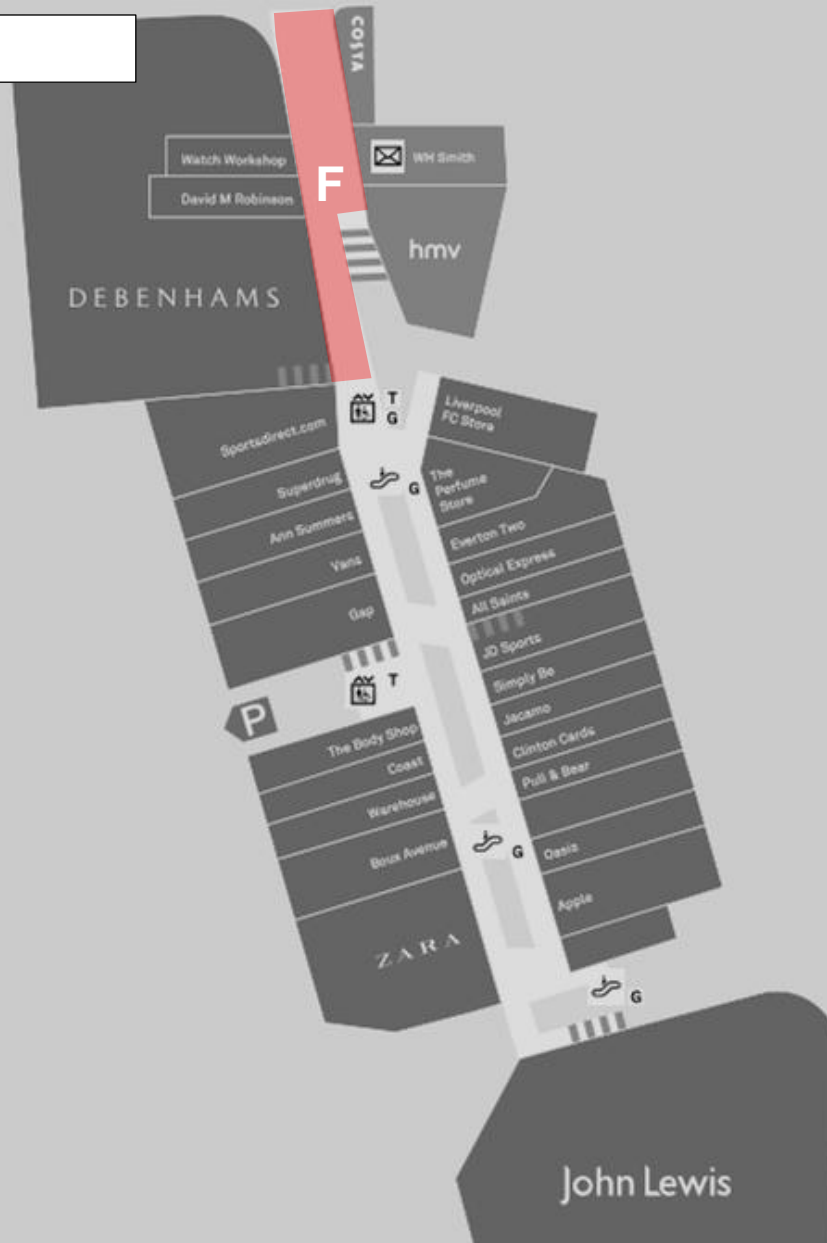 COSTA
Watch Workshop
WH Smith
F
David M Robinson
hmv
DEBENHAMS
T
G
Liverpool
FC Store
Sportsdirect.com
The
Perfume
Store
Superdrug
G
Ann Summers
Everton Two
Vans
Optical Express
All Saints
Gap
JD Sports
T
Simply Be
P
Jacamo
The Body Shop
Clinton Cards
Coast
Pull & Bear
Warehouse
Boux Avenue
G
Oasis
Apple
ZARA
G
John Lewis